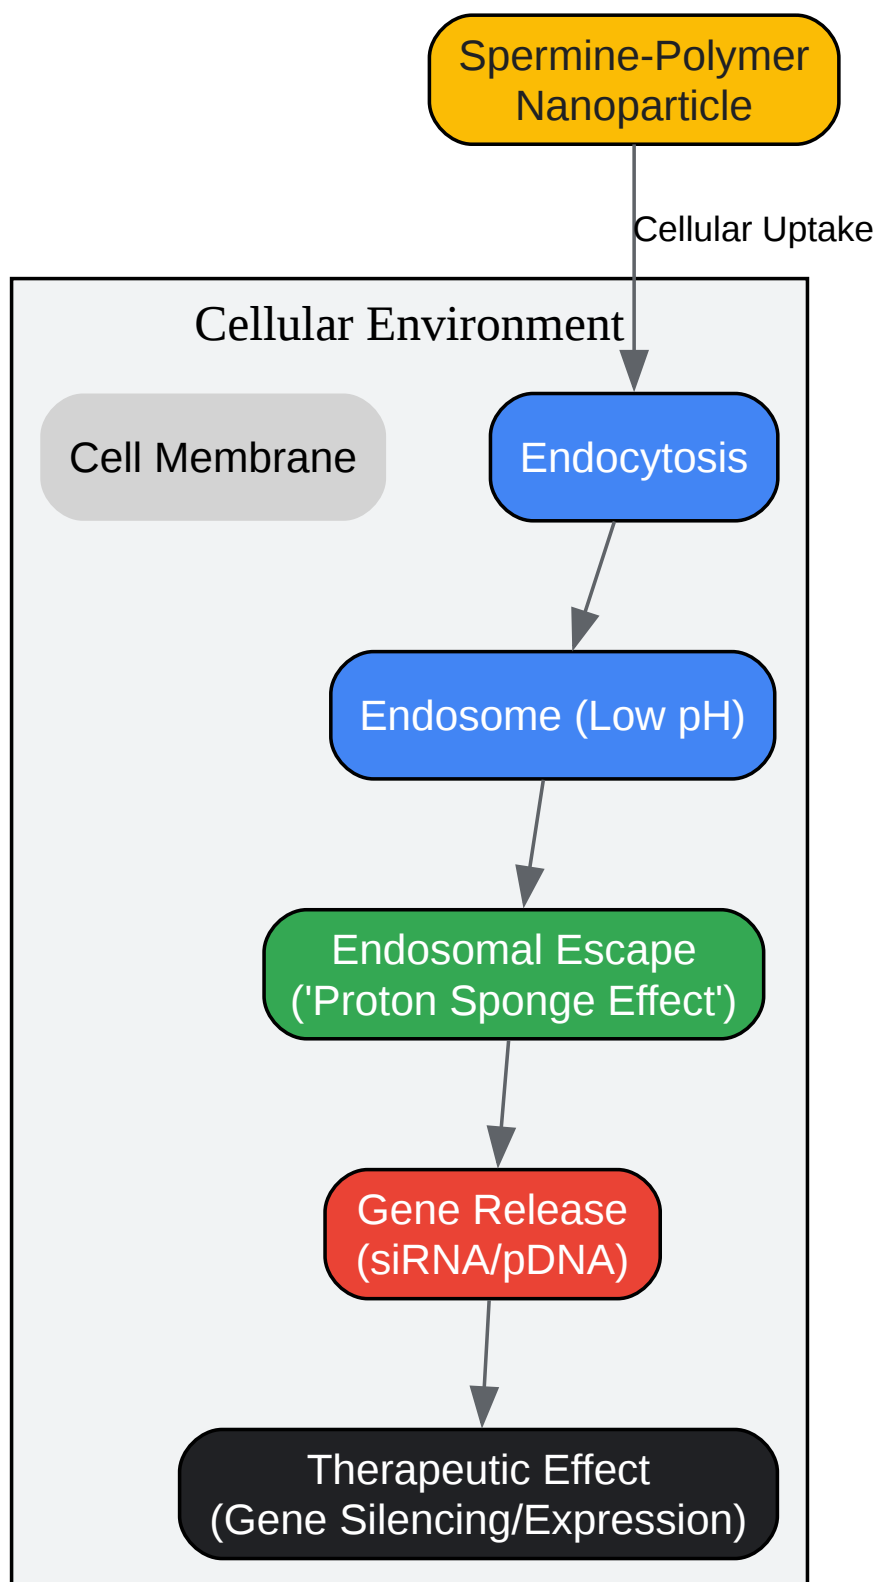 Spermine-Polymer
Nanoparticle
Cellular Uptake
Cellular Environment
Cell Membrane
Endocytosis
Endosome (Low pH)
Endosomal Escape
('Proton Sponge Effect')
Gene Release
(siRNA/pDNA)
Therapeutic Effect
(Gene Silencing/Expression)